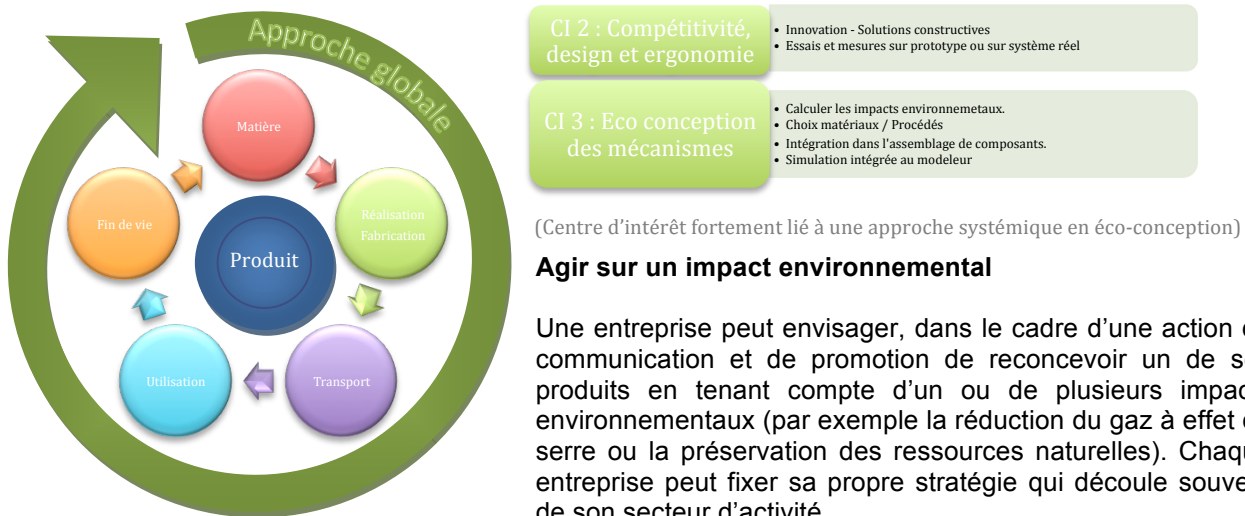 Approche globale
Matière
Réalisation
Fabrication
Transport
Utilisation
Fin de vie
Produit
CI 2 : Compétitivité,
design et ergonomie
• Innovation - Solutions constructives
• Essais et mesures sur prototype ou sur système réel
CI 3 : Eco conception
des mécanismes
• Calculer les impacts environnemetaux.
• Choix matériaux / Procédés
• Intégration dans l'assemblage de composants.
• Simulation intégrée au modeleur
(Centre d'intérêt fortement lié à une approche systémique en éco-conception)
Agir sur un impact environnemental
Une entreprise peut envisager, dans le cadre d'une action
communication et de promotion de reconcevoir un de
produits en tenant compte d'un ou de plusieurs
environnementaux (par exemple la réduction du gaz à effet
serre ou la préservation des ressources naturelles).
entreprise peut fixer sa propre stratégie qui découle
de son secteur d'activité